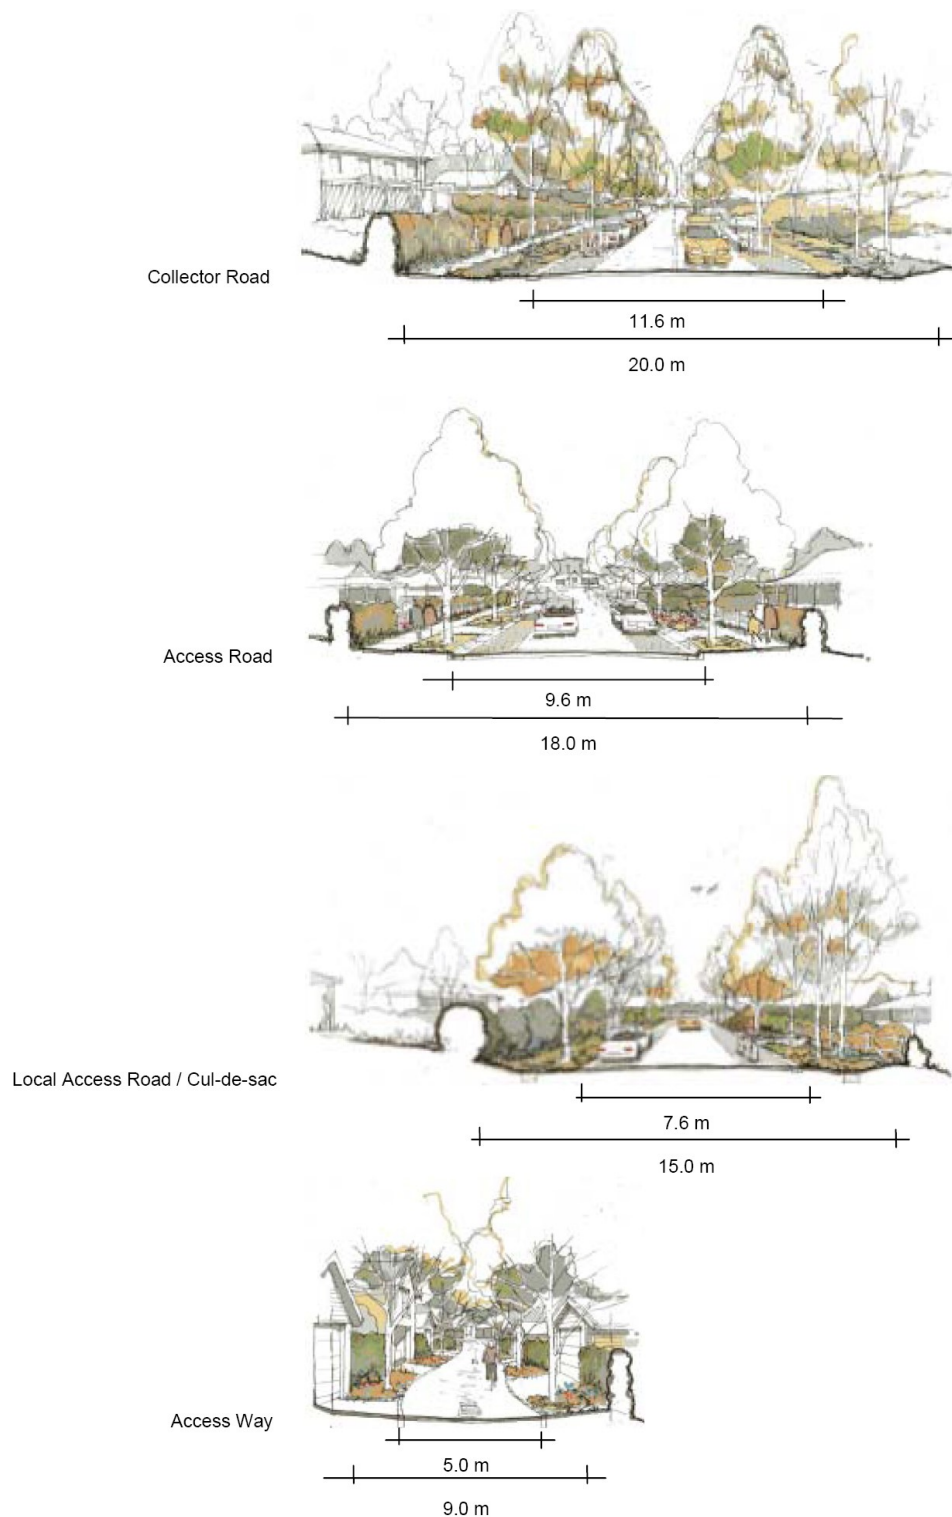 Collector Road
11.6 m
20.0 m
Access Road
9.6 m
18.0 m
Local Access Road / Cul-de-sac
7.6 m
15.0 m
Access Way
5.0 m
9.0 m